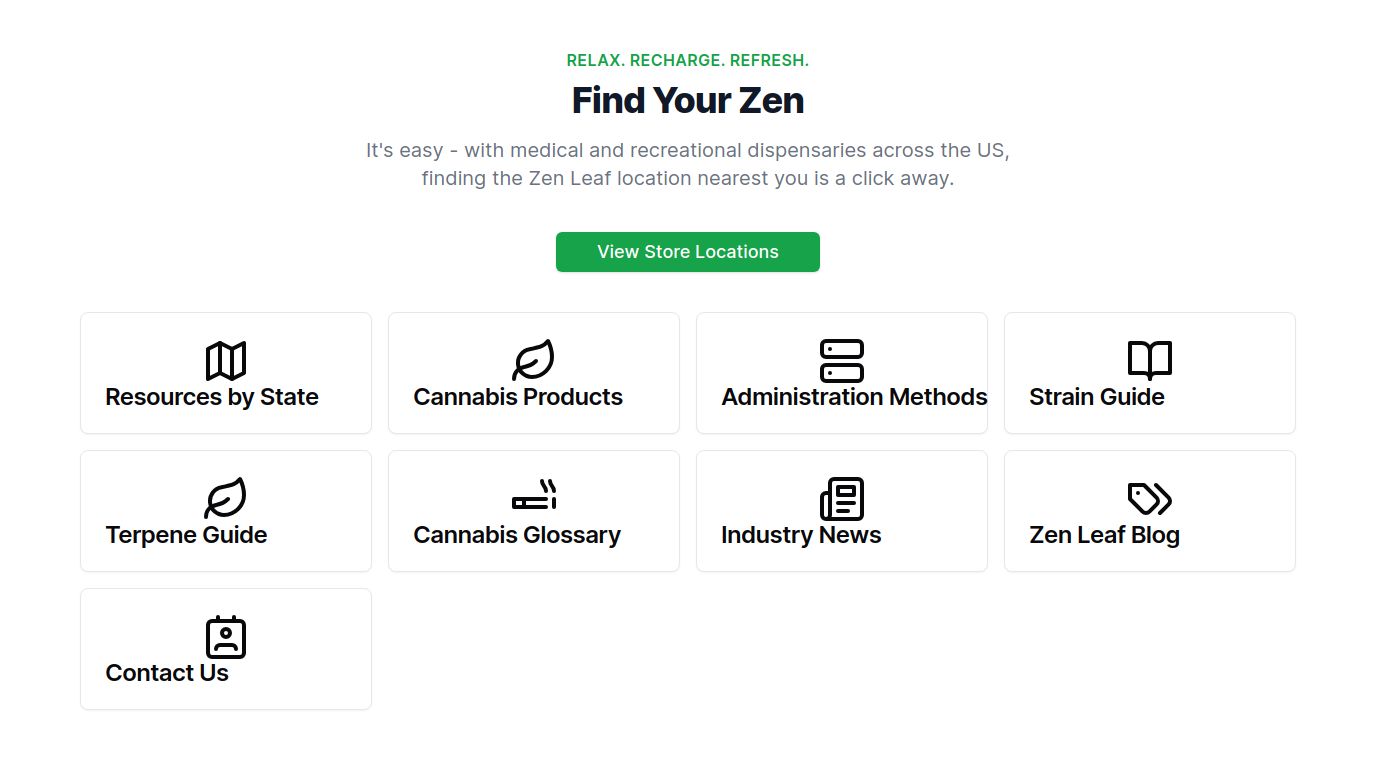 RELAX. RECHARGE. REFRESH.
Find Your Zen
It's easy - with medical and recreational dispensaries across the US,
finding the Zen Leaf location nearest you is a click away.
View Store Locations
Resources by State
Cannabis Products
Administration Methods
Strain Guide
Terpene Guide
Cannabis Glossary
Industry News
Zen Leaf Blog
Contact Us